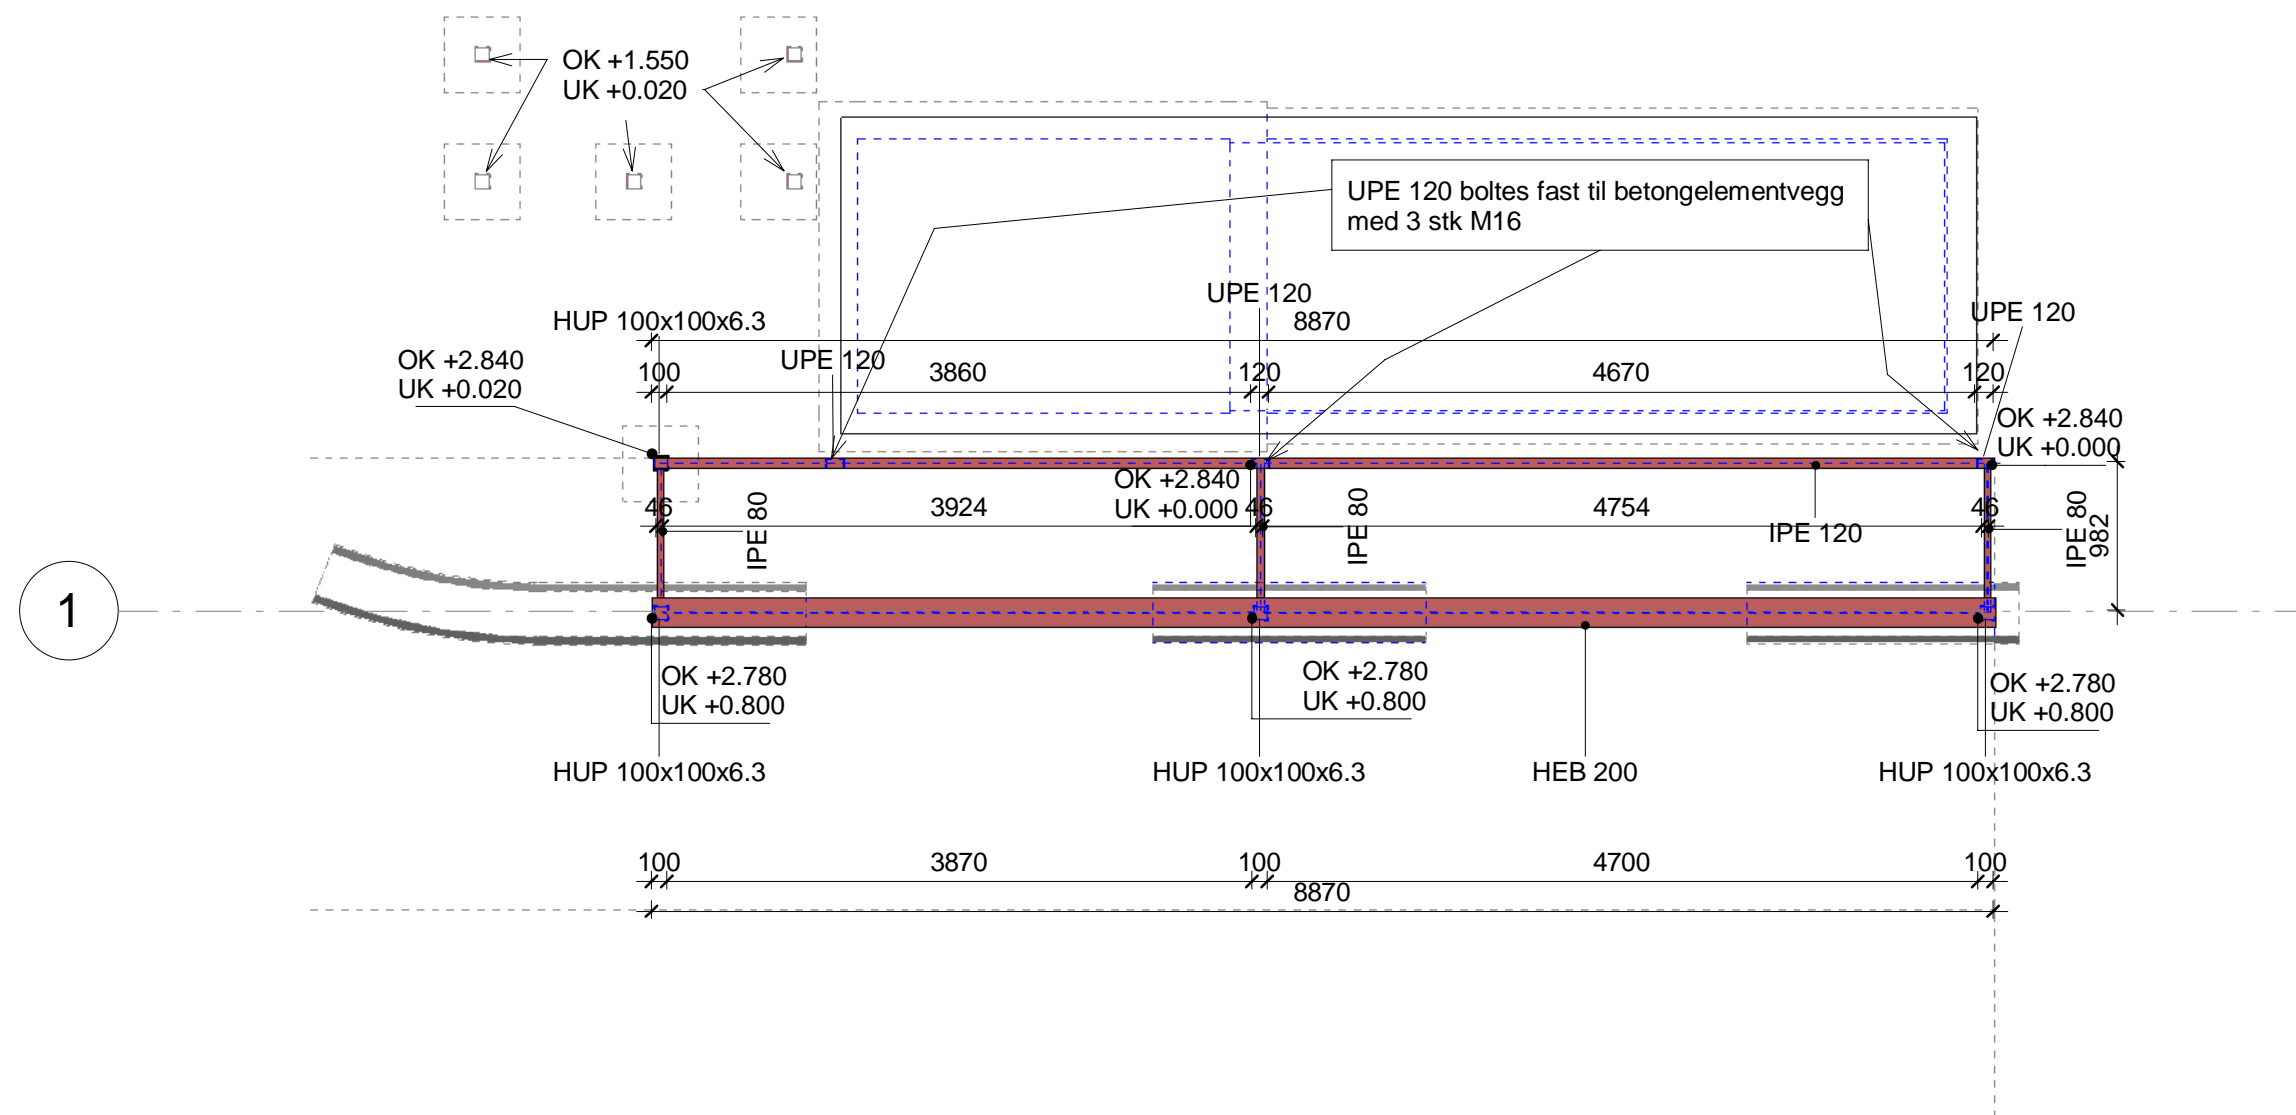 OK +1.550
UK +0.020
UPE 120 boltes fast til betongelementvegg
med 3 stk M16
UPE 120
HUP 100x100x6.3
8870
UPE 120
OK +2.840
UK +0.020
UPE 120
100
3860
120
4670
120
OK +2.840
UK +0.000
OK +2.840
UK +0.000
46
IPE 80
3924
46
IPE 80
4754
IPE 120
46
IPE 80
982
1
OK +2.780
UK +0.800
OK +2.780
UK +0.800
OK +2.780
UK +0.800
HUP 100x100x6.3
HUP 100x100x6.3
HEB 200
HUP 100x100x6.3
100
3870
100
4700
100
8870